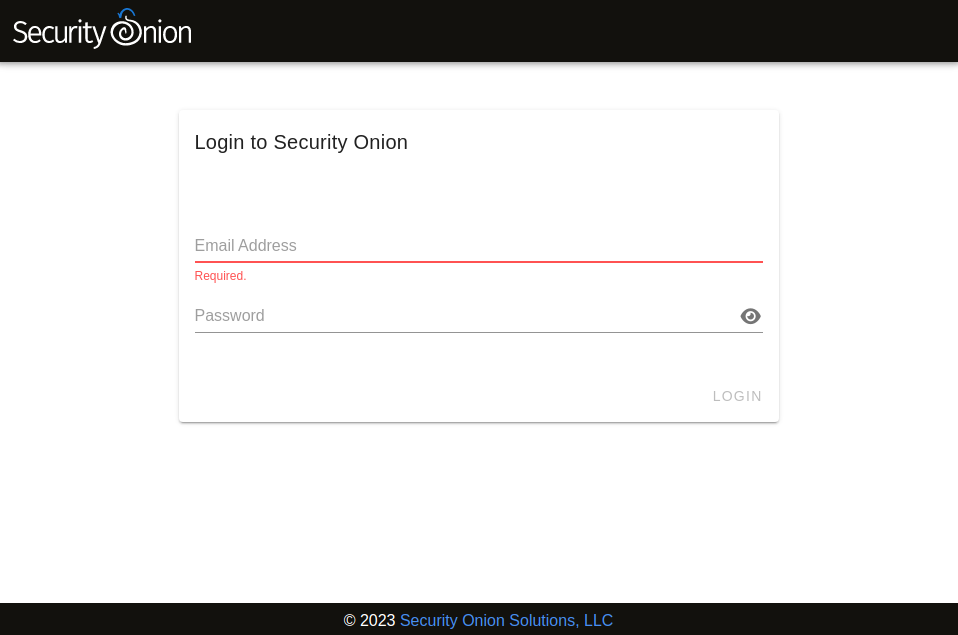 Security Onion
Login to Security Onion
Email Address
Required.
Password
LOGIN
© 2023 Security Onion Solutions, LLC